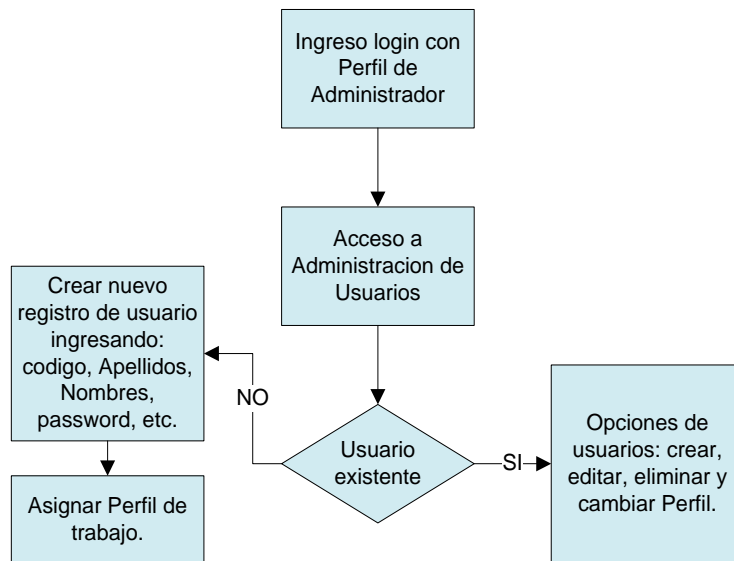 Ingreso login con
Perfil de
Administrador
Acceso a
Administracion de
Usuarios
Crear nuevo
registro de usuario
ingresando:
codigo, Apellidos,
Nombres,
password, etc.
NO
Usuario
existente
SI
Opciones de
usuarios: crear,
editar, eliminar y
cambiar Perfil.
Asignar Perfil de
trabajo.